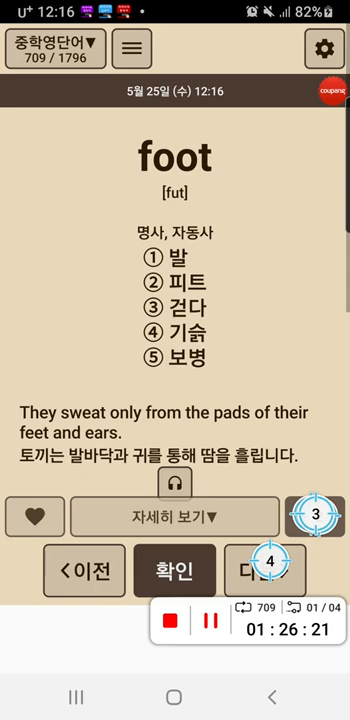 U+ 12:16 82%
중학영단어▼
709 / 1796
5월 25일 (수) 12:16
coupang
foot
[fut]
명사, 자동사
① 발
② 피트
③ 걷다
④ 기슭
⑤ 보병
They sweat only from the pads of their
feet and ears.
토끼는 발바닥과 귀를 통해 땀을 흘립니다.
자세히 보기▼
3
<이전
확인
4
709
01 / 04
01 : 26 : 21